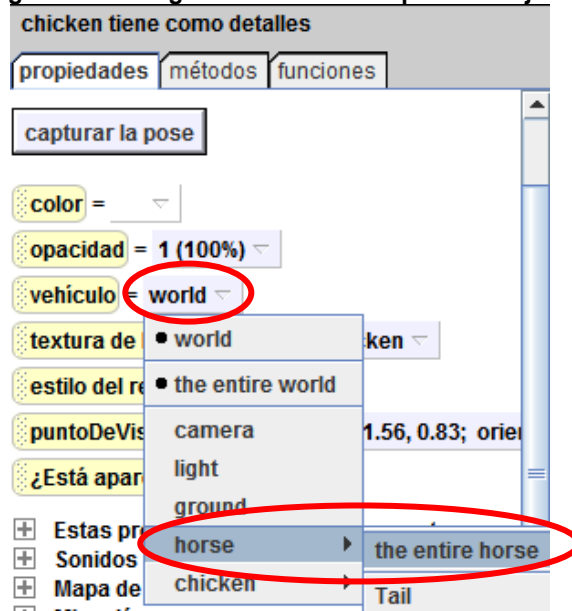 chicken tiene como detalles
propiedades métodos funciones
capturar la pose
color =
opacidad = 1 (100%)
vehículo = world
textura de
world
the entire world
camera
light
ground
horse
the entire horse
chicken
Tail
estilo del
puntoDeVis 1.56, 0.83; orie
¿Está apar
Estas pr
Sonidos
Mapa de